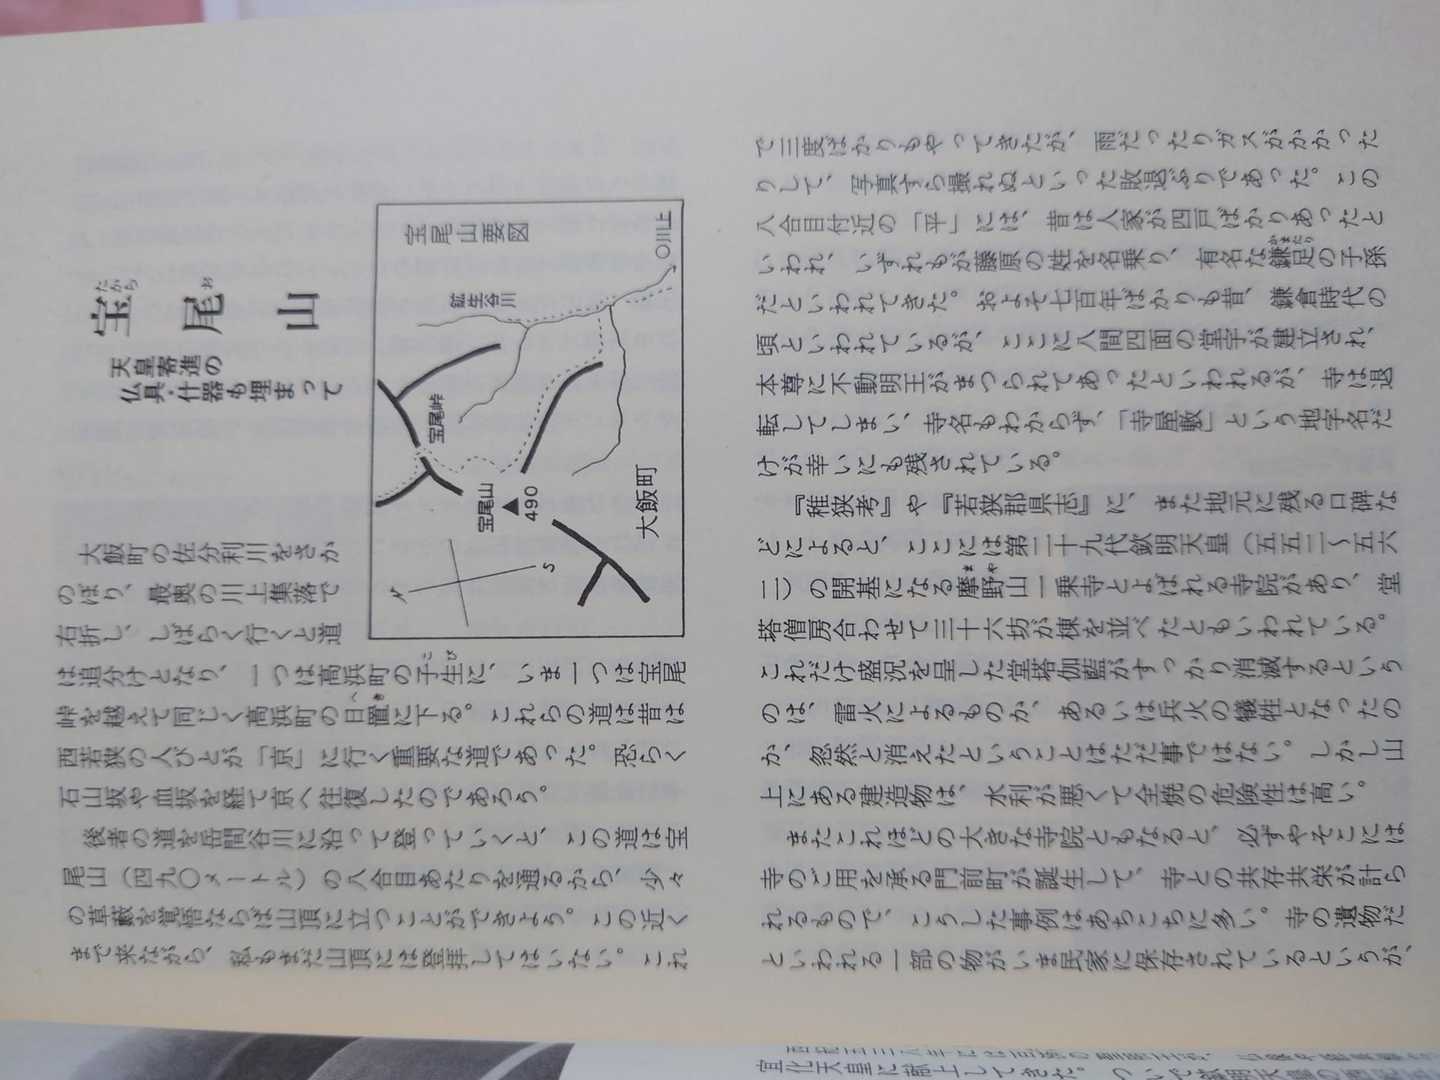 宝尾山
たからお
天皇寄進の
仏具・什器も埋まって
宝尾山要図
鉱生谷川
川上
宝尾峠
宝尾山
490
大飯町
N
S
大飯町の佐分利川をさか
のぼり、最奥の川上集落で
右折し、しばらく行くと道
は追分けとなり、一つは高浜町の子生に、いま一つは宝尾
こび
峠を越えて同じく高浜町の日置に下る。これらの道は昔は
へき
西若狭の人びとが「京」に行く重要な道であった。恐らく
石山坂や血坂を経て京へ往復したのであろう。
後者の道を岳間谷川に沿って登っていくと、この道は宝
尾山（四九〇メートル）の八合目あたりを通るから、少々
の草藪を覚悟ならば山頂に立つことができよう。この近く
まで来ながら、私もまだ山頂には登拝してはいない。これ
で三度ばかりもやってきたが、雨だったりガスがかかった
りして、写真すら撮れぬといった敗退ぶりであった。この
八合目付近の「平」には、昔は人家が四戸ばかりあったと
いわれ、いずれもが藤原の姓を名乗り、有名な鎌足の子孫
かまたり
だといわれてきた。およそ七百年ばかりも昔、鎌倉時代の
頃といわれているが、ここに八間四面の堂宇が建立され、
本尊に不動明王がまつられてあったといわれるが、寺は退
転してしまい、寺名もわからず、「寺屋敷」という地字名だ
けが幸いにも残されている。
『稚狭考』や『若狭郡県志』に、また地元に残る口碑な
どによると、ここには第二十九代欽明天皇（五五二～五六
二）の開基になる摩野山一乗寺とよばれる寺院があり、堂
まや
塔僧房合わせて三十六坊が棟を並べたともいわれている。
これだけ盛況を呈した堂塔伽藍がすっかり消滅するという
のは、雷火によるものか、あるいは兵火の犠牲となったの
か、忽然と消えたということはただ事ではない。しかし山
上にある建造物は、水利が悪くて全焼の危険性は高い。
またこれほどの大きな寺院ともなると、必ずやそこには
寺のご用を承る門前町が誕生して、寺との共存共栄が計ら
れるもので、こうした事例はあちこちに多い。寺の遺物だ
といわれる一部の物がいま民家に保存されているというが、
宣化天皇に献上してきた。ついで欽明天皇の